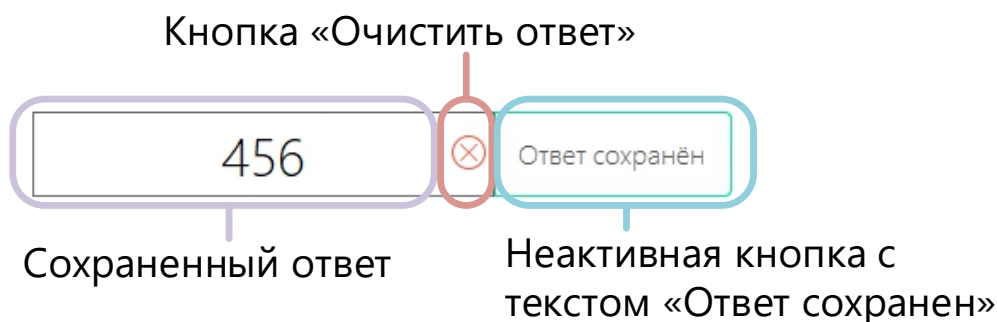 Кнопка «Очистить ответ»
456
Ответ сохранён
Сохраненный ответ
Неактивная кнопка с
текстом «Ответ сохранен»